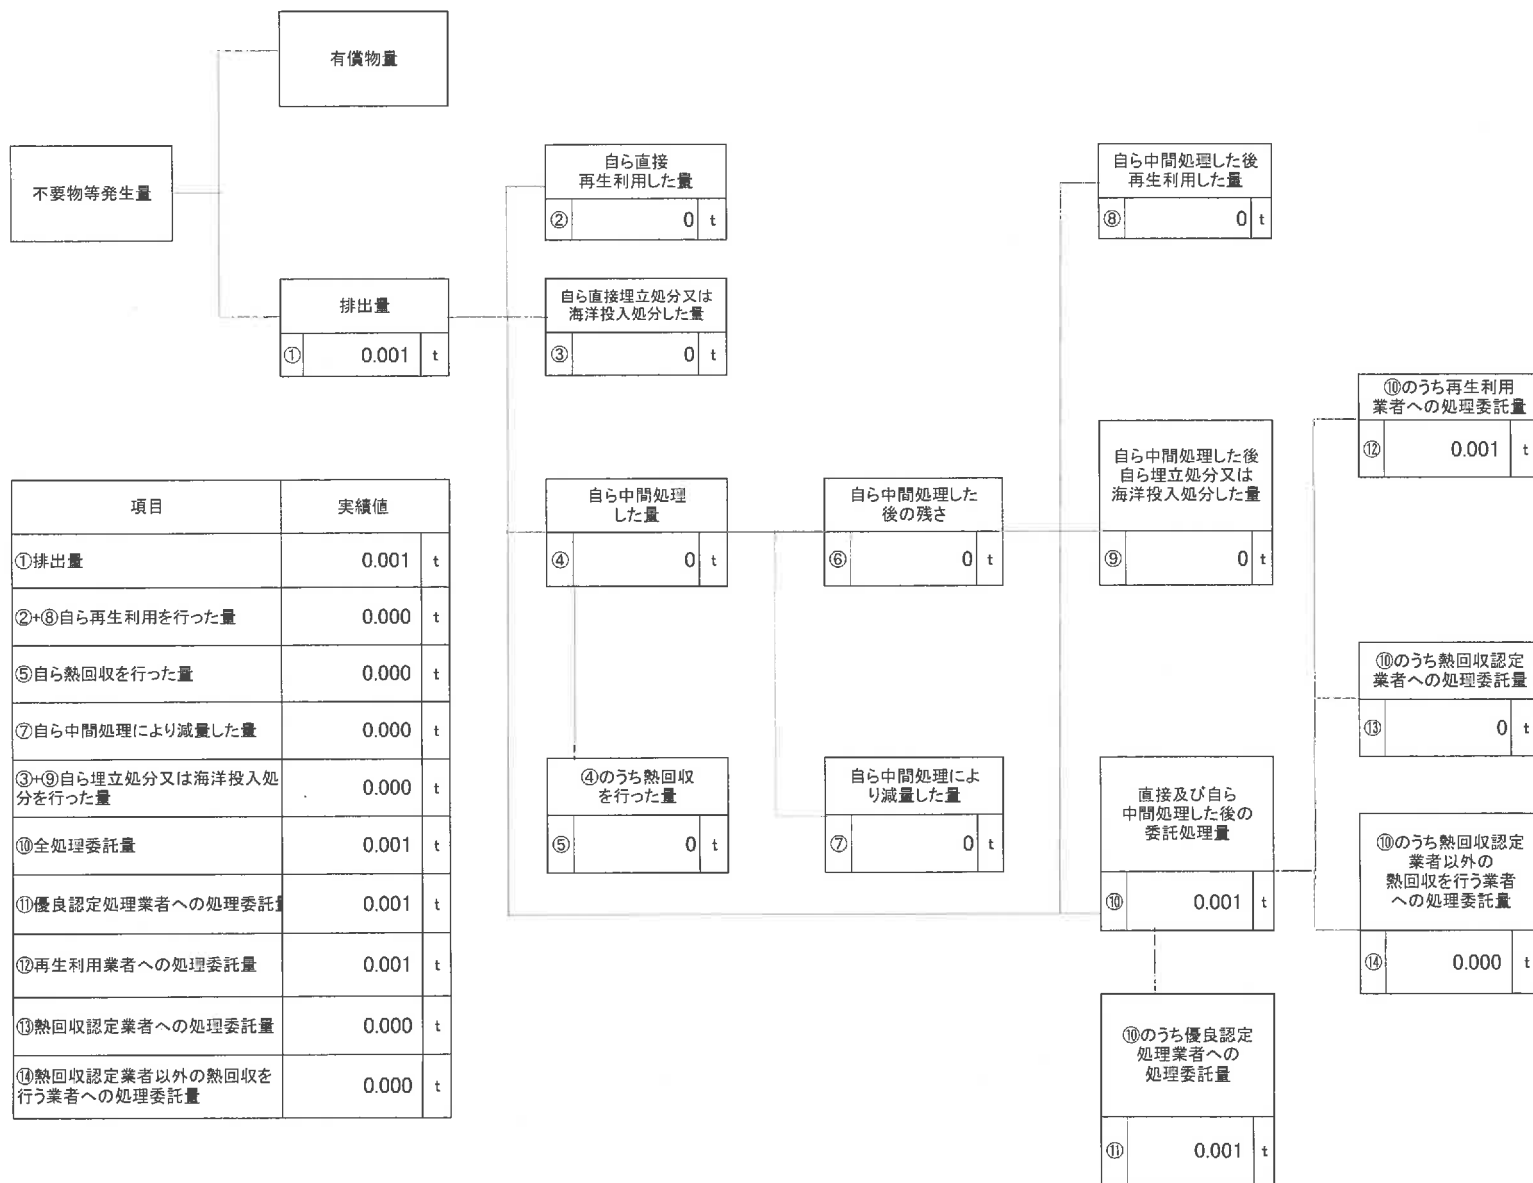 有償物量
不要物等発生量
排出量
① 0.001 t
自ら直接
再生利用した量
② 0 t
自ら直接埋立処分又は
海洋投入処分した量
③ 0 t
自ら中間処理
した量
④ 0 t
④のうち熱回収
を行った量
⑤ 0 t
自ら中間処理した
後の残さ
⑥ 0 t
自ら中間処理によ
り減量した量
⑦ 0 t
自ら中間処理した後
再生利用した量
⑧ 0 t
自ら中間処理した後
自ら埋立処分又は
海洋投入処分した量
⑨ 0 t
直接及び自ら
中間処理した後の
委託処理量
⑩ 0.001 t
⑩のうち優良認定
処理業者への
処理委託量
⑪ 0.001 t
⑩のうち再生利用
業者への処理委託量
⑫ 0.001 t
⑩のうち熱回収認定
業者への処理委託量
⑬ 0 t
⑩のうち熱回収認定
業者以外の
熱回収を行う業者
への処理委託量
⑭ 0.000 t
項目 実績値
①排出量 0.001 t
②+⑧自ら再生利用を行った量 0.000 t
⑤自ら熱回収を行った量 0.000 t
⑦自ら中間処理により減量した量 0.000 t
③+⑨自ら埋立処分又は海洋投入処
分を行った量 0.000 t
⑩全処理委託量 0.001 t
⑪優良認定処理業者への処理委託量 0.001 t
⑫再生利用業者への処理委託量 0.001 t
⑬熱回収認定業者への処理委託量 0.000 t
⑭熱回収認定業者以外の熱回収を
行う業者への処理委託量 0.000 t